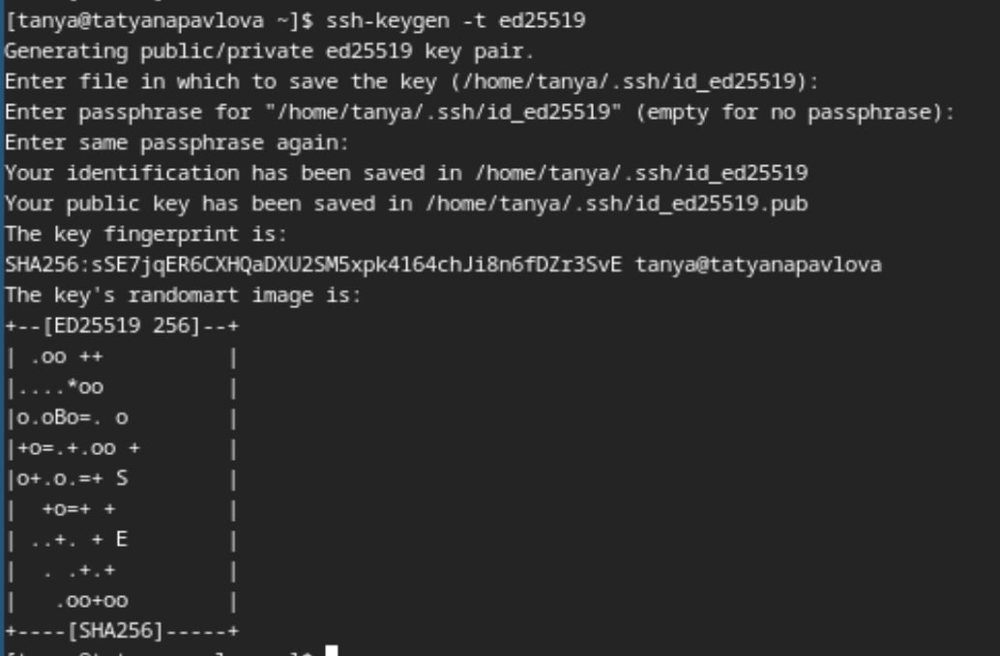 [tanya@tatyanapavlova ~]$ ssh-keygen -t ed25519
Generating public/private ed25519 key pair.
Enter file in which to save the key (/home/tanya/.ssh/id_ed25519):
Enter passphrase for "/home/tanya/.ssh/id_ed25519" (empty for no passphrase):
Enter same passphrase again:
Your identification has been saved in /home/tanya/.ssh/id_ed25519
Your public key has been saved in /home/tanya/.ssh/id_ed25519.pub
The key fingerprint is:
SHA256:sSE7jqER6CXHQaDXU2SM5xpk4164chJi8n6fDZr3SvE tanya@tatyanapavlova
The key's randomart image is:
+--[ED25519 256]--+
| .oo ++          |
|....*oo          |
|o.oBo=. o        |
|+o=.+.oo +       |
|o+.o.=+ S        |
|  +o=+ +         |
| ..+. + E        |
|  . .+.+         |
|   .oo+oo        |
+----[SHA256]-----+